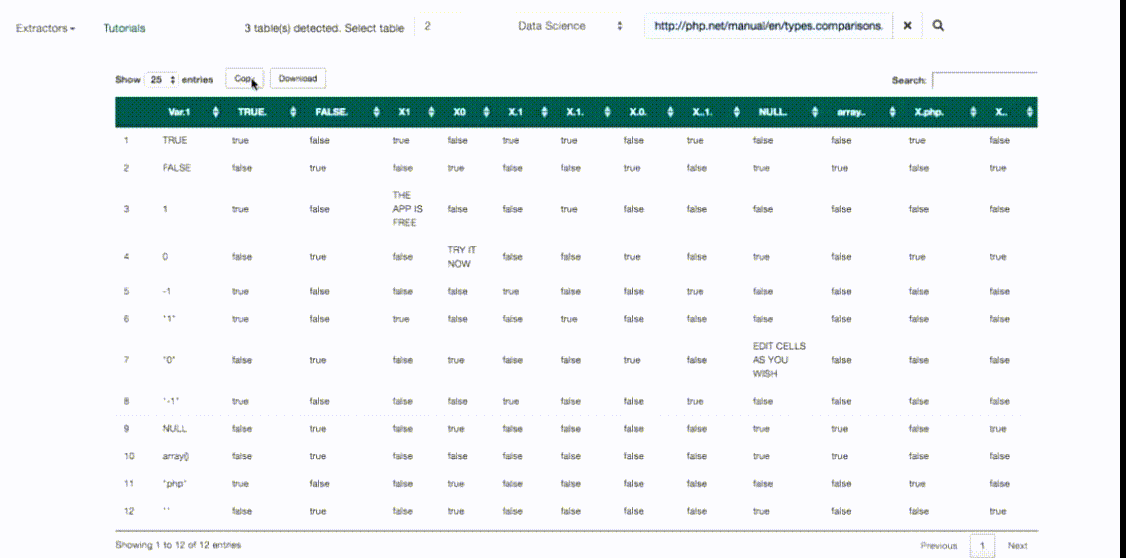 Extractors Tutorials 3 table(s) detected. Select table 2 Data Science http://php.net/manual/en/types.comparisons.
Show 25 entries Copy Download Search:
Var.1 TRUE. FALSE. X1 X0 X.1 X.1. X.0. X..1. NULL. array.. X.php. X..
1 TRUE true false true false true true false true false false true false
2 FALSE false true false true false false true false true true false true
THE
3 1 true false APP IS false false true false false false false false false
FREE
4 0 false true false TRY IT NOW false false true false true false true true
5 -1 true false false false true false false true false false false false
6 "1" true false true false false true false false false false false false
7 "0" false true false true false false true false EDIT CELLS AS YOU WISH false false false
8 "-1" true false false false true false false true false false false false
9 NULL false true false true false false false false true true false true
10 array() false true false false false false false false true true false false
11 "php" true false false true false false false false false false true false
12 "" false true false true false false false false true false false true
Showing 1 to 12 of 12 entries Previous 1 Next